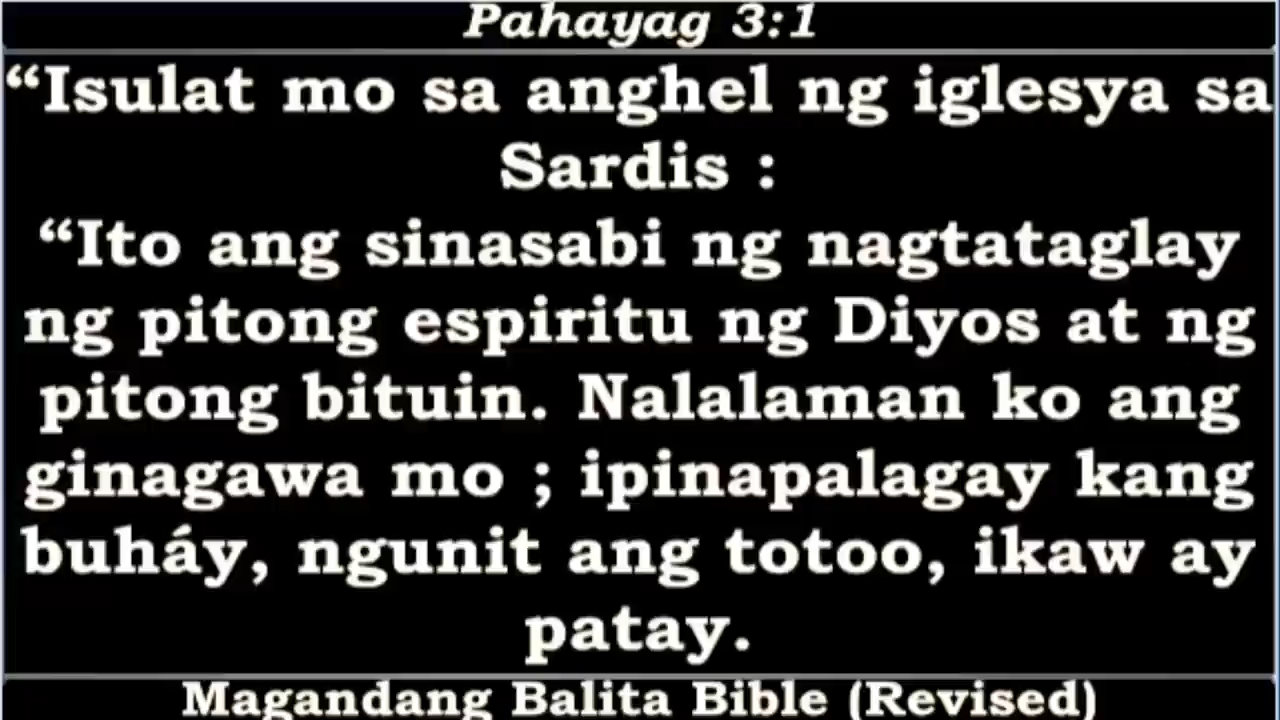 Pahayag 3:1
“Isulat mo sa anghel ng iglesya sa
Sardis :
“Ito ang sinasabi ng nagtataglay
ng pitong espiritu ng Diyos at ng
pitong bituin. Nalalaman ko ang
ginagawa mo ; ipinapalagay kang
buháy, ngunit ang totoo, ikaw ay
patay.
Magandang Balita Bible (Revised)